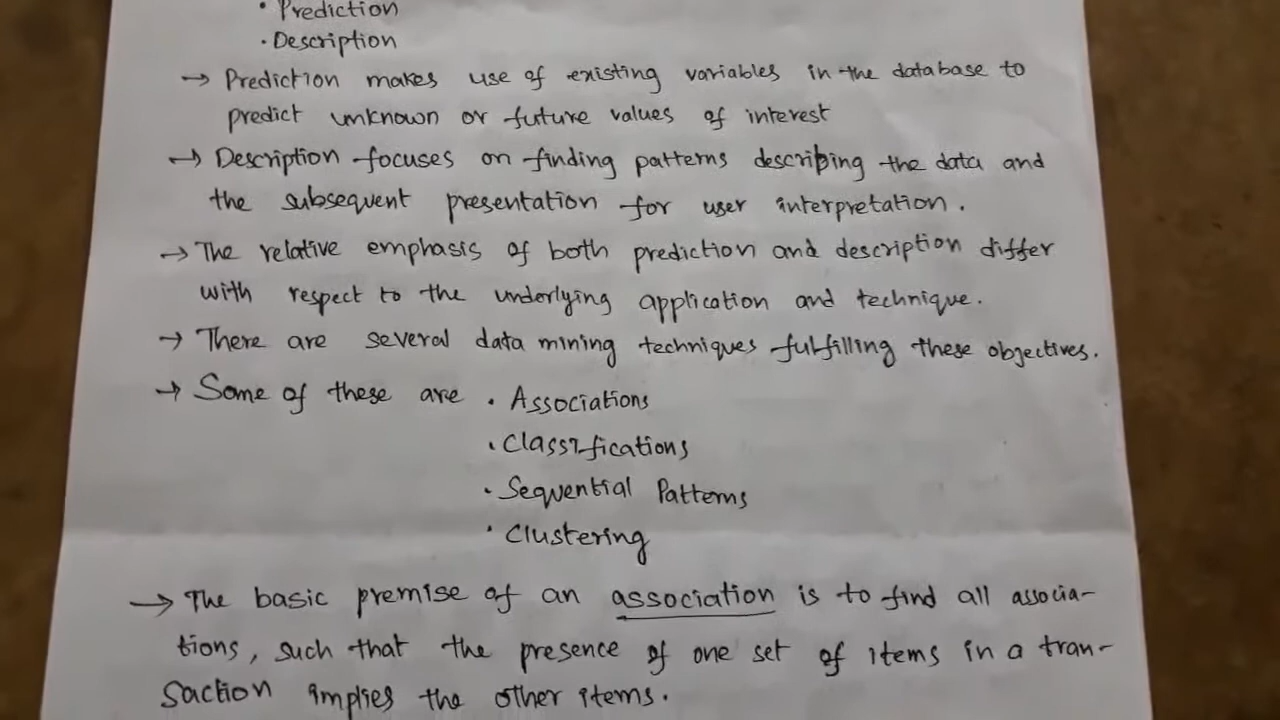 • Prediction
• Description
→ Prediction makes use of existing variables in the database to
predict unknown or future values of interest
→ Description focuses on finding patterns describing the data and
the subsequent presentation for user interpretation.
→ The relative emphasis of both prediction and description differ
with respect to the underlying application and technique.
→ There are several data mining techniques fulfilling these objectives.
→ Some of these are • Associations
• Classifications
• Sequential Patterns
• Clustering
→ The basic premise of an association is to find all associa-
tions, such that the presence of one set of items in a tran-
saction implies the other items.